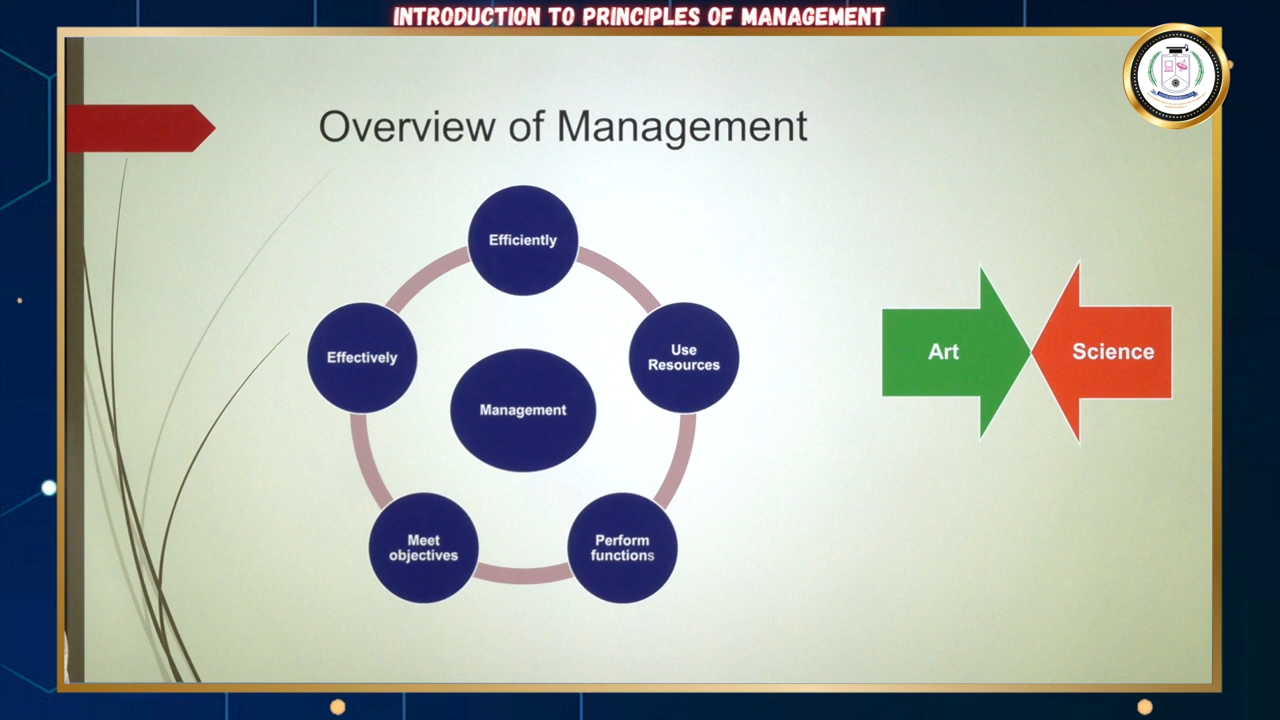 INTRODUCTION TO PRINCIPLES OF MANAGEMENT
Overview of Management
Efficiently
Use
Resources
Perform
functions
Meet
objectives
Effectively
Management
Art
Science